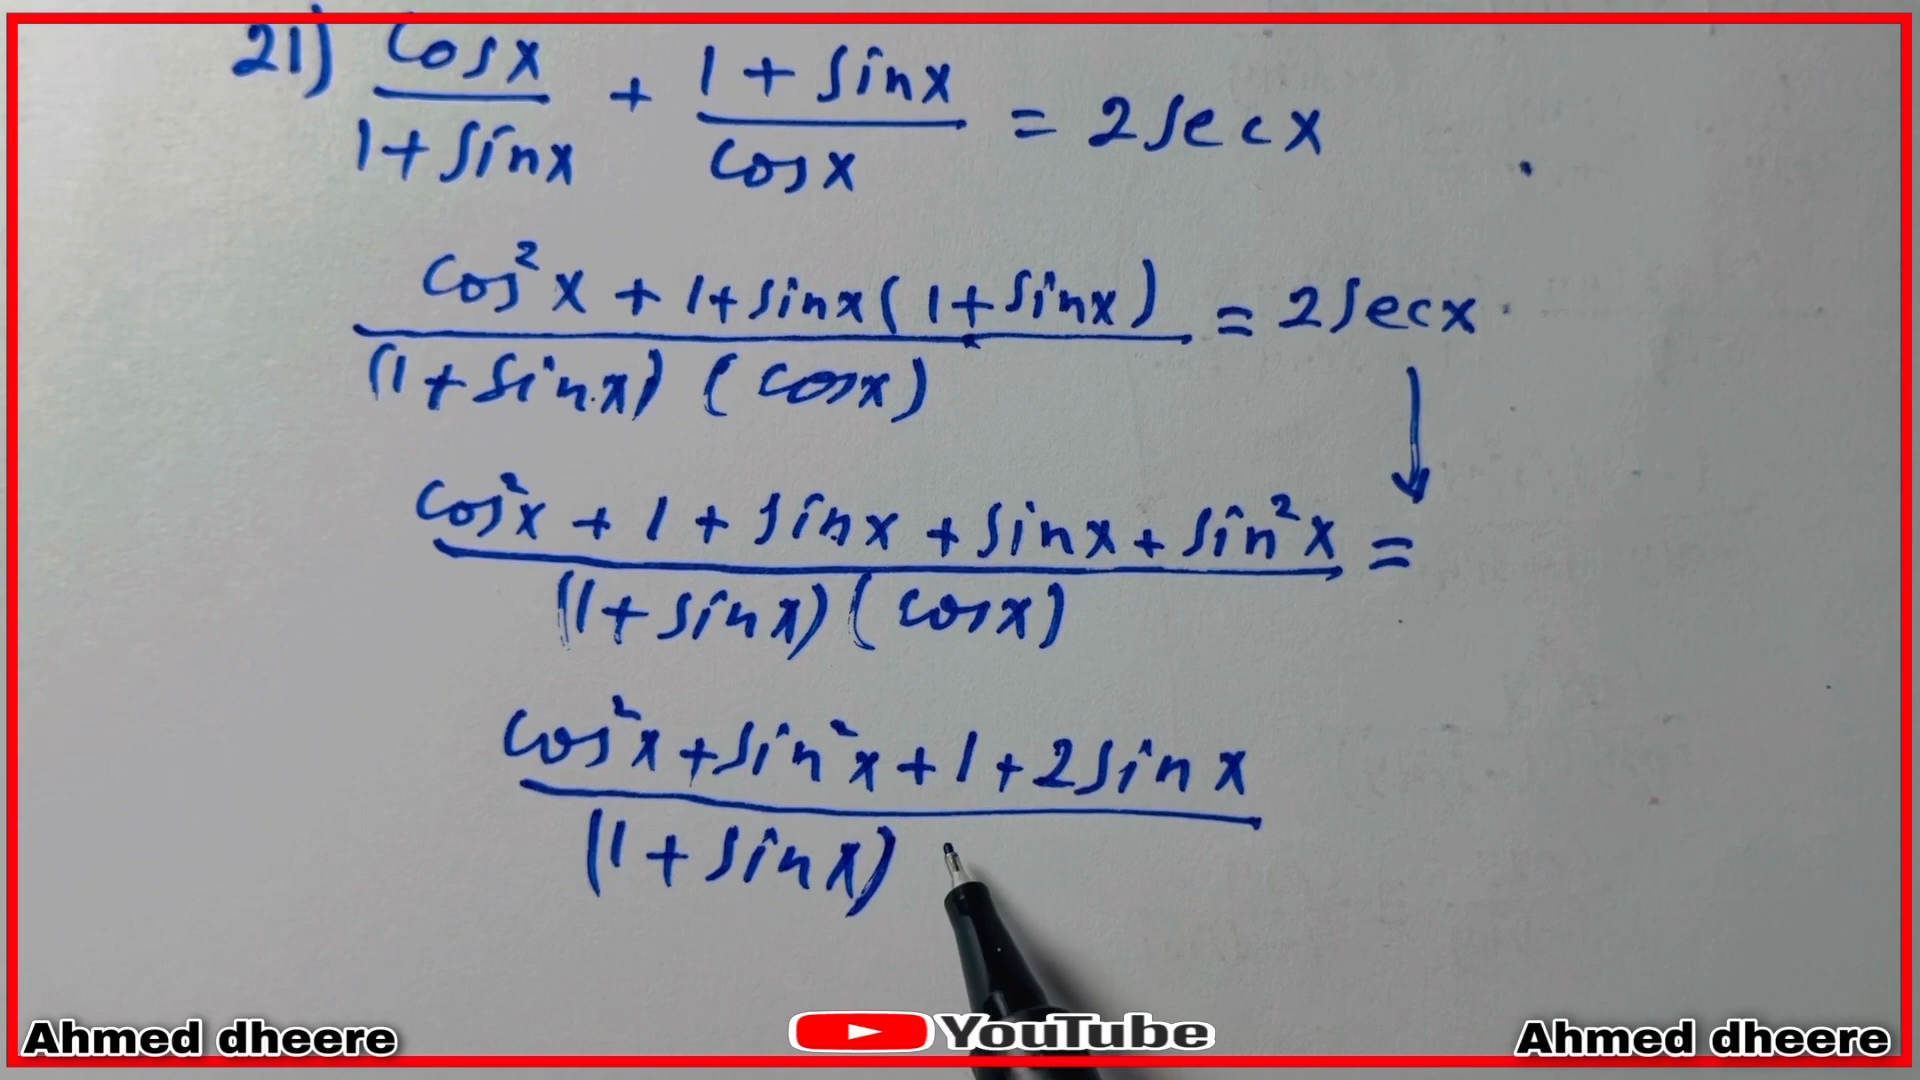 21) cosx/1+sinx + 1+sinx/cosx = 2secx
cos²x + 1+sinx(1+sinx)/(1+sinx)(cosx) = 2secx
cos²x + 1 + sinx + sinx + sin²x/(1+sinx)(cosx) =
cos²x+sin²x+1+2sinx/(1+sinx)
Ahmed dheere
YouTube
Ahmed dheere